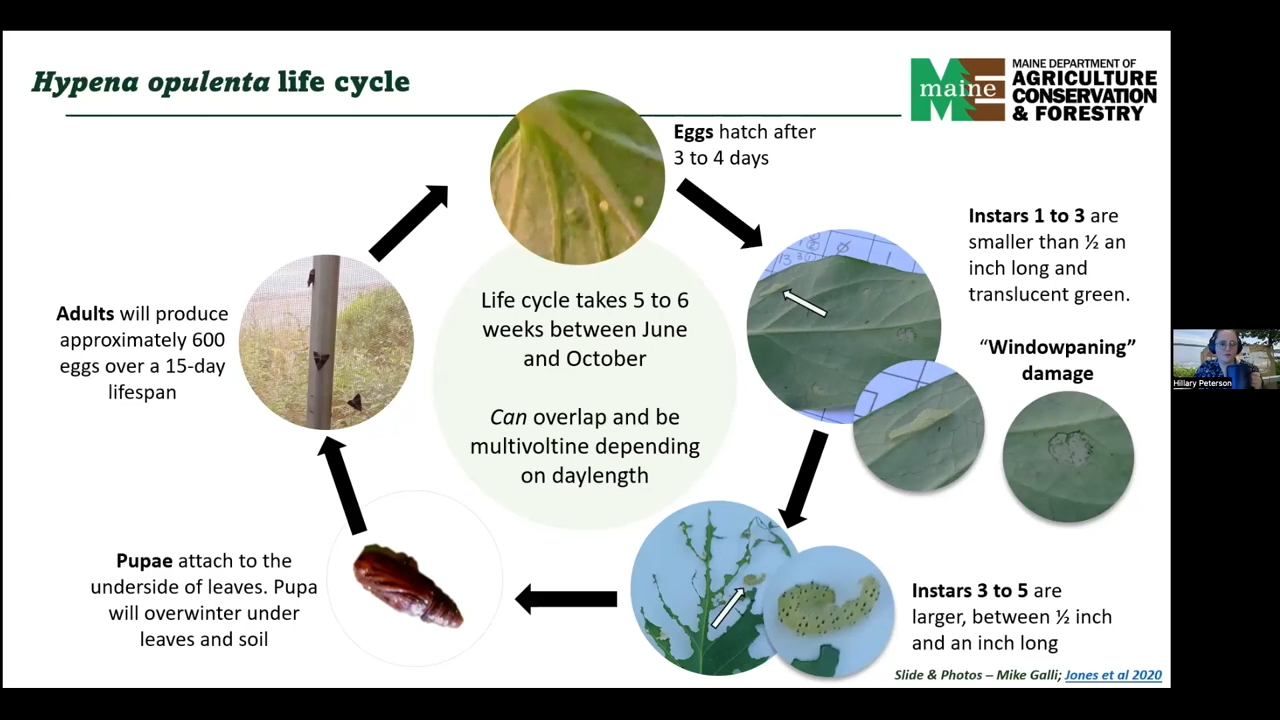 Hypena opulenta life cycle
maine
MAINE DEPARTMENT OF
AGRICULTURE
CONSERVATION
& FORESTRY
Eggs hatch after
3 to 4 days
Instars 1 to 3 are
smaller than ½ an
inch long and
translucent green.
“Windowpaning”
damage
Instars 3 to 5 are
larger, between ½ inch
and an inch long
Pupae attach to the
underside of leaves. Pupa
will overwinter under
leaves and soil
Adults will produce
approximately 600
eggs over a 15-day
lifespan
Life cycle takes 5 to 6
weeks between June
and October
Can overlap and be
multivoltine depending
on daylength
Slide & Photos – Mike Galli; Jones et al 2020
Hillary Peterson